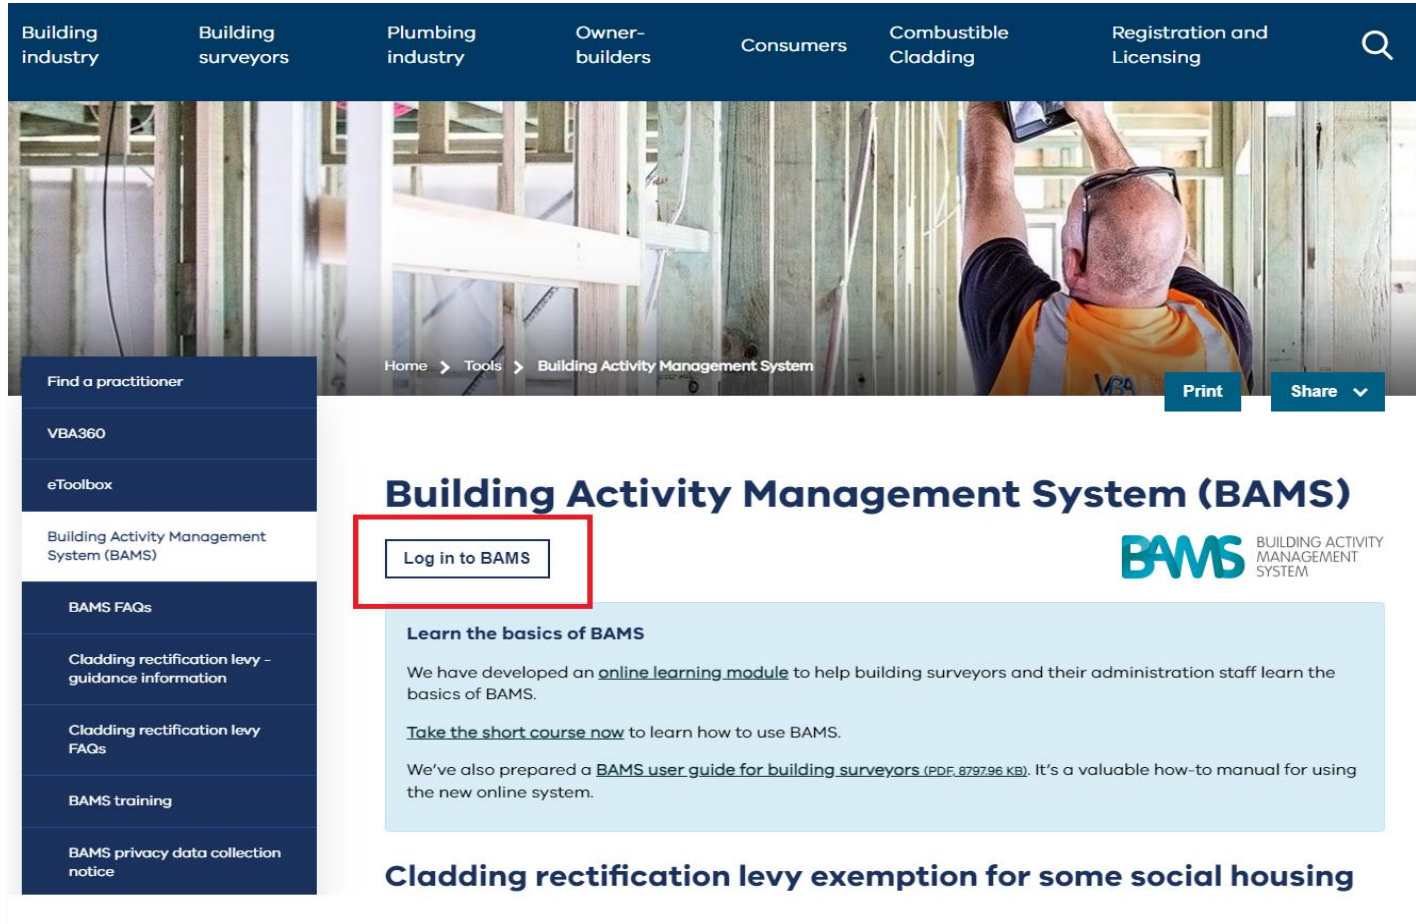 Building industry
Building surveyors
Plumbing industry
Owner-builders
Consumers
Combustible Cladding
Registration and Licensing
Home > Tools > Building Activity Management System
VBA
Print
Share
Find a practitioner
VBA360
eToolbox
Building Activity Management
System (BAMS)
BAMS FAQs
Cladding rectification levy -
guidance information
Cladding rectification levy
FAQs
BAMS training
BAMS privacy data collection
notice
Building Activity Management System (BAMS)
Log in to BAMS
BAMS BUILDING ACTIVITY
MANAGEMENT
SYSTEM
Learn the basics of BAMS
We have developed an online learning module to help building surveyors and their administration staff learn the
basics of BAMS.
Take the short course now to learn how to use BAMS.
We've also prepared a BAMS user guide for building surveyors (PDF, 8797.96 KB). It's a valuable how-to manual for using
the new online system.
Cladding rectification levy exemption for some social housing